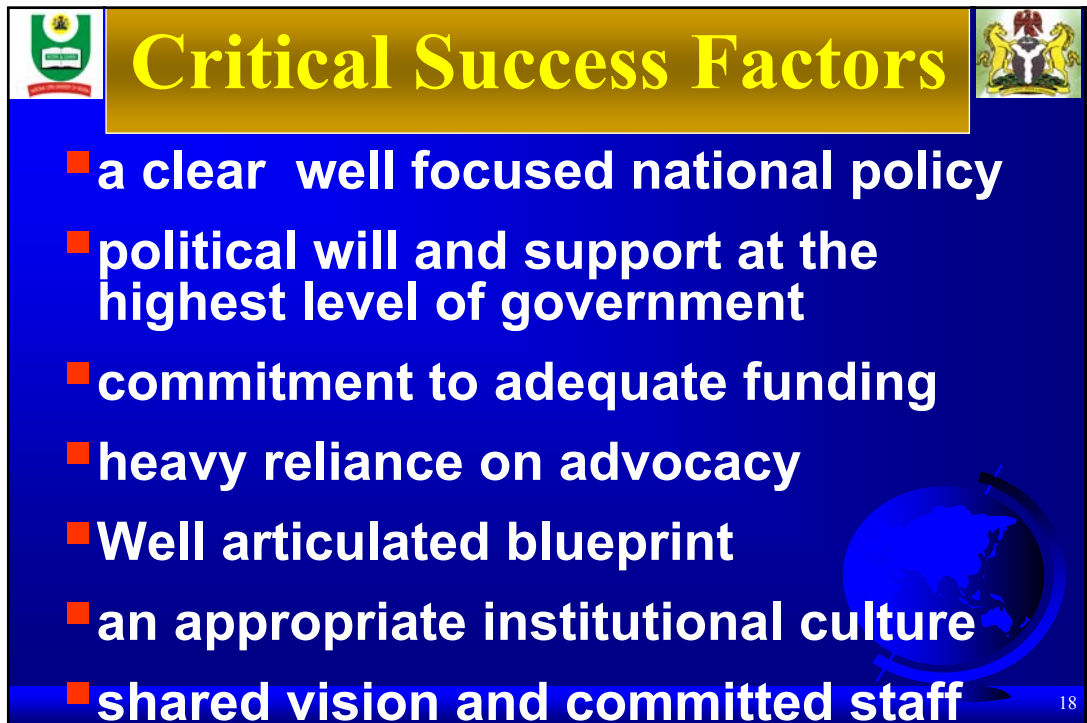 Critical Success Factors
a clear well focused national policy
political will and support at the
highest level of government
commitment to adequate funding
heavy reliance on advocacy
Well articulated blueprint
an appropriate institutional culture
shared vision and committed staff
18